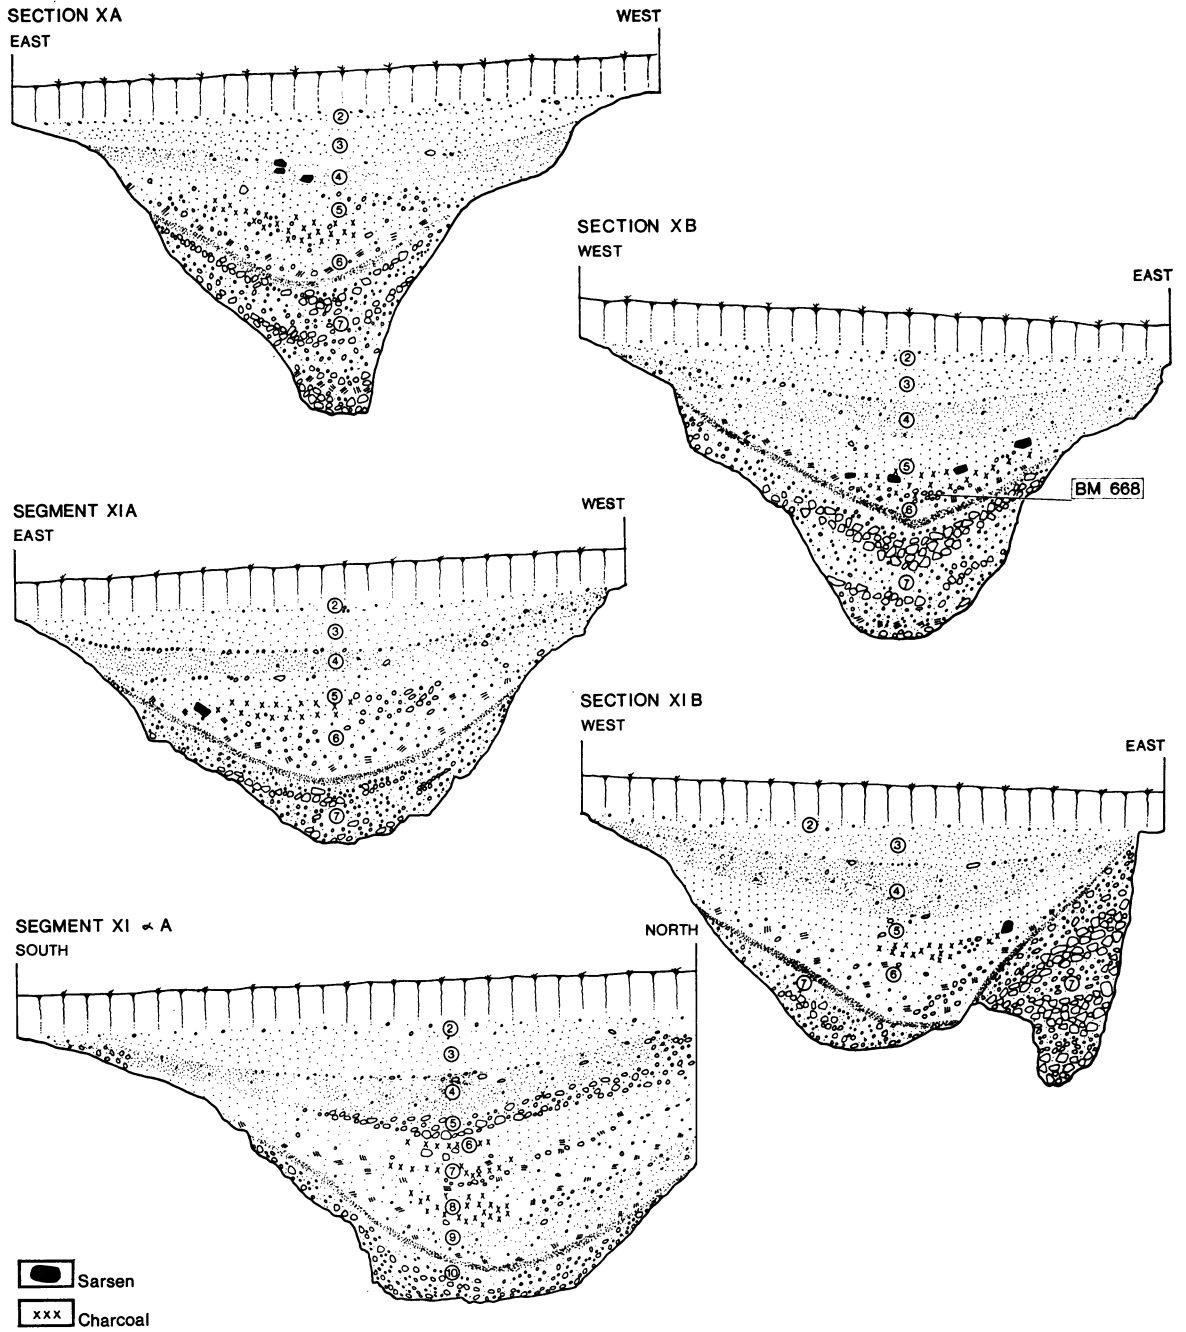 SECTION XA
EAST
WEST
②
③
④
⑤
⑥
⑦
SECTION XB
WEST
EAST
②
③
④
⑤
BM 668
⑥
⑦
SEGMENT XIA
EAST
WEST
②
③
④
⑤
⑥
⑦
SECTION XIB
WEST
EAST
②
③
④
⑤
⑥
⑦
⑦
SEGMENT XI ∝ A
SOUTH
NORTH
②
③
④
⑤
⑥
⑦
⑧
⑨
⑩
Sarsen
xxx Charcoal